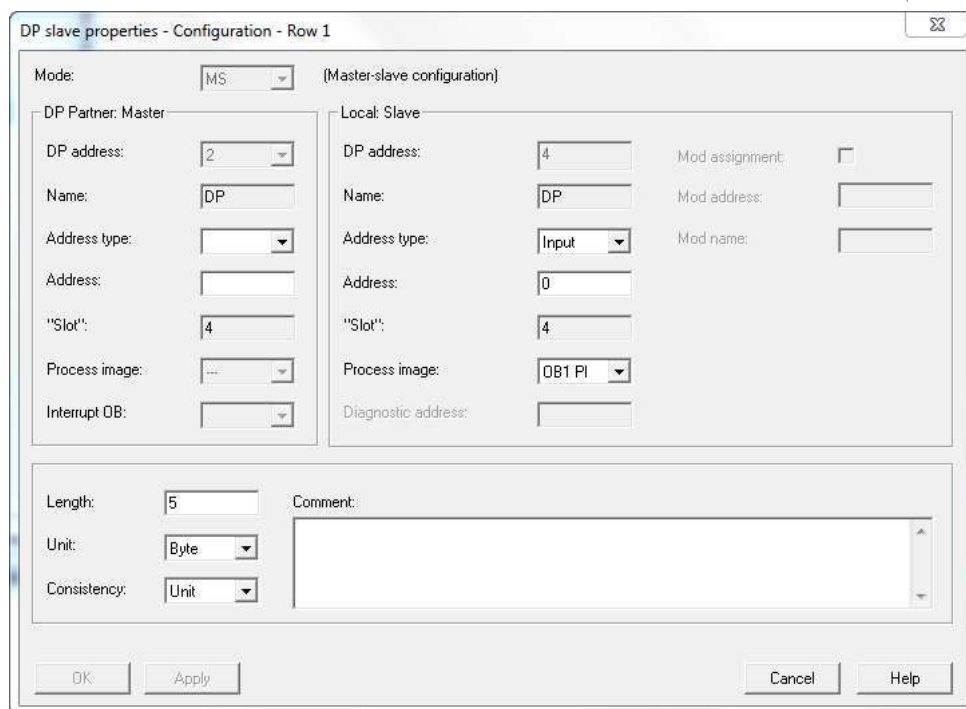 DP slave properties - Configuration - Row 1
Mode: MS (Master-slave configuration)
DP Partner: Master
DP address: 2
Name: DP
Address type:
Address:
"Slot": 4
Process image: ---
Interrupt OB:
Local: Slave
DP address: 4
Name: DP
Address type: Input
Address: 0
"Slot": 4
Process image: OB1 PI
Diagnostic address:
Mod assignment:
Mod address:
Mod name:
Length: 5
Unit: Byte
Consistency: Unit
Comment:
OK Apply Cancel Help